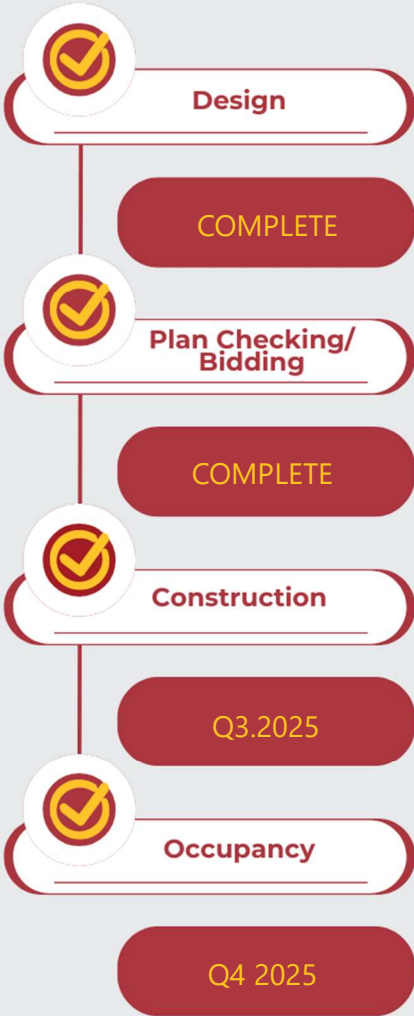 Design
COMPLETE
Plan Checking/
Bidding
COMPLETE
Construction
Q3.2025
Occupancy
Q4 2025